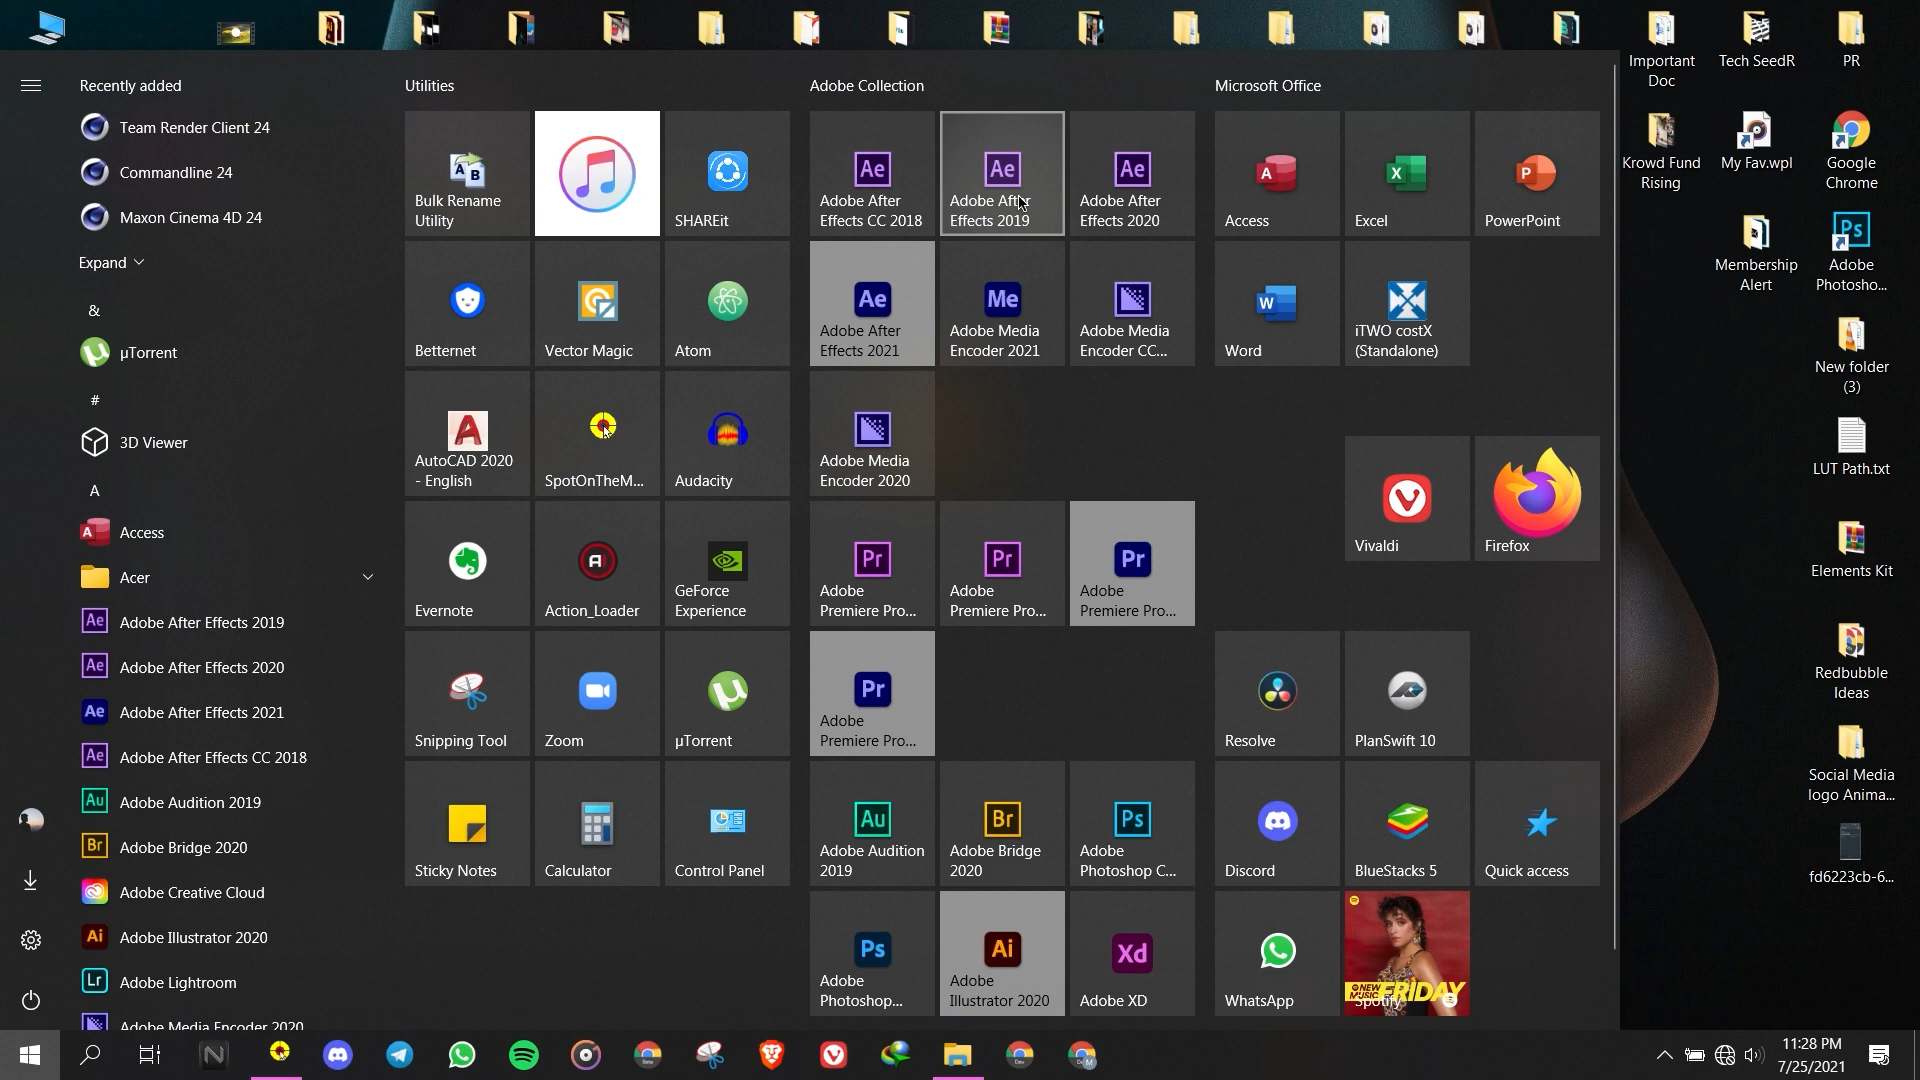 Recently added
Team Render Client 24
Commandline 24
Maxon Cinema 4D 24
Expand
&
µTorrent
#
3D Viewer
A
Access
Acer
Adobe After Effects 2019
Adobe After Effects 2020
Adobe After Effects 2021
Adobe After Effects CC 2018
Adobe Audition 2019
Adobe Bridge 2020
Adobe Creative Cloud
Adobe Illustrator 2020
Adobe Lightroom
Adobe Media Encoder 2020
Utilities
Bulk Rename
Utility
SHAREit
Betternet
Vector Magic
Atom
AutoCAD 2020
- English
SpotOnTheM...
Audacity
Evernote
Action_Loader
GeForce
Experience
Snipping Tool
Zoom
µTorrent
Sticky Notes
Calculator
Control Panel
Adobe Collection
Adobe After
Effects CC 2018
Adobe After
Effects 2019
Adobe After
Effects 2020
Adobe After
Effects 2021
Adobe Media
Encoder 2021
Adobe Media
Encoder CC...
Adobe Media
Encoder 2020
Adobe
Premiere Pro...
Adobe
Premiere Pro...
Adobe
Premiere Pro...
Adobe
Premiere Pro...
Adobe Audition
2019
Adobe Bridge
2020
Adobe
Photoshop C...
Adobe
Photoshop...
Adobe
Illustrator 2020
Adobe XD
Microsoft Office
Access
Excel
PowerPoint
Word
iTWO costX
(Standalone)
Vivaldi
Firefox
Resolve
PlanSwift 10
Discord
BlueStacks 5
Quick access
WhatsApp
NEW
MUSIC
FRIDAY
Spotify
Important
Doc
Tech SeedR
PR
Krowd Fund
Rising
My Fav.wpl
Google
Chrome
Membership
Alert
Adobe
Photosho...
New folder
(3)
LUT Path.txt
Elements Kit
Redbubble
Ideas
Social Media
logo Anima...
fd6223cb-6...
11:28 PM
7/25/2021